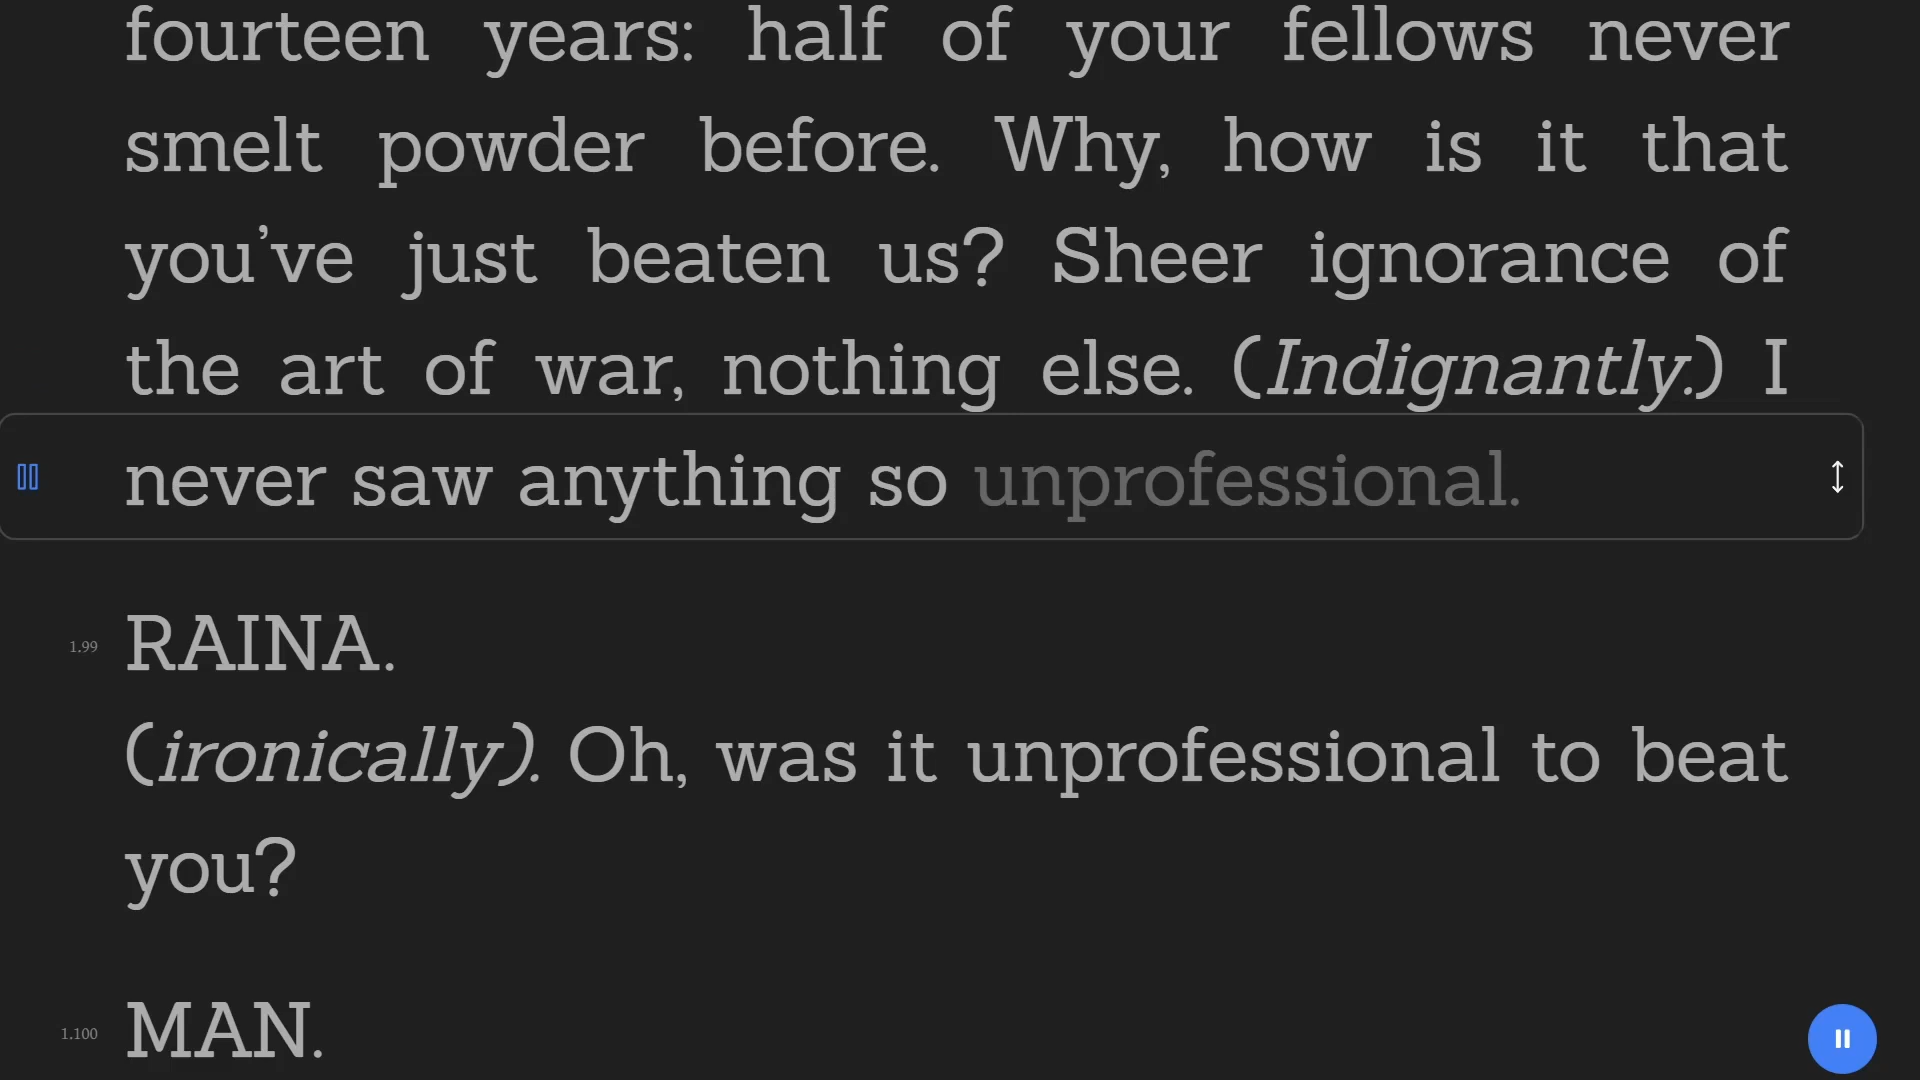 fourteen years: half of your fellows never
smelt powder before. Why, how is it that
you’ve just beaten us? Sheer ignorance of
the art of war, nothing else. (Indignantly.) I
never saw anything so unprofessional.
1.99 RAINA.
(ironically). Oh, was it unprofessional to beat
you?
1.100 MAN.